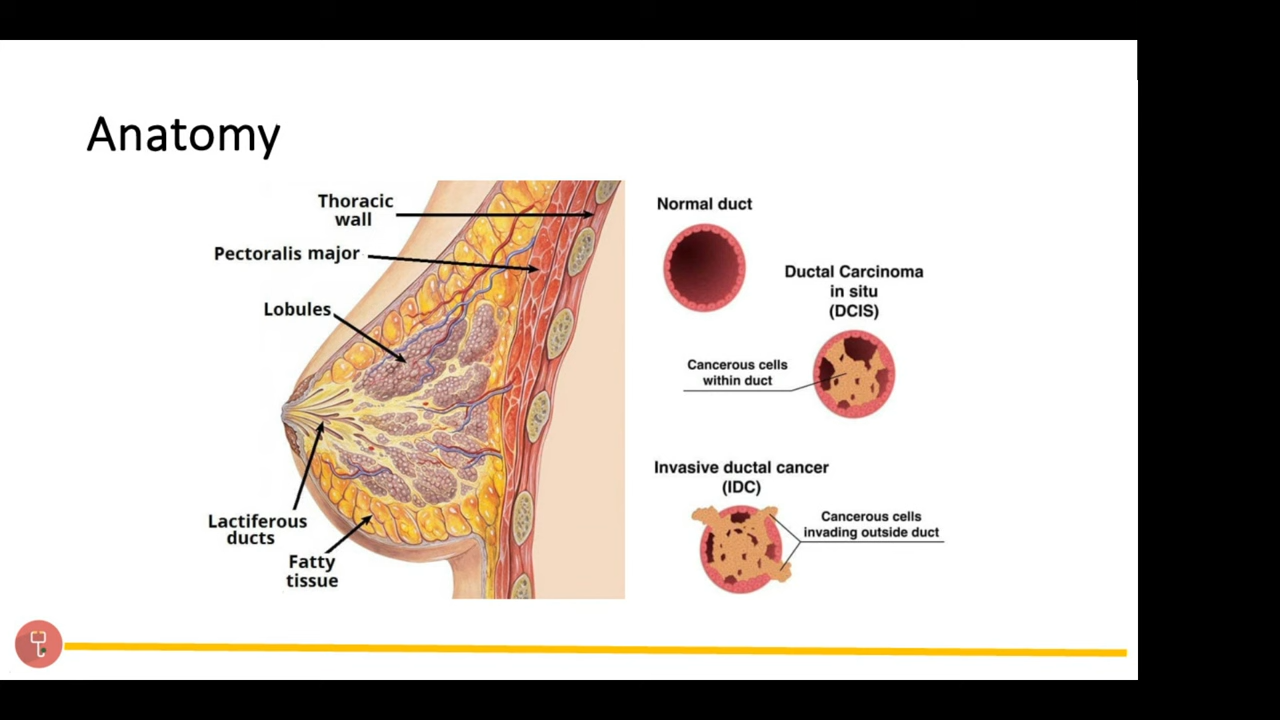 Anatomy
Thoracic
wall
Pectoralis major
Lobules
Lactiferous
ducts
Fatty
tissue
Normal duct
Ductal Carcinoma
in situ
(DCIS)
Cancerous cells
within duct
Invasive ductal cancer
(IDC)
Cancerous cells
invading outside duct